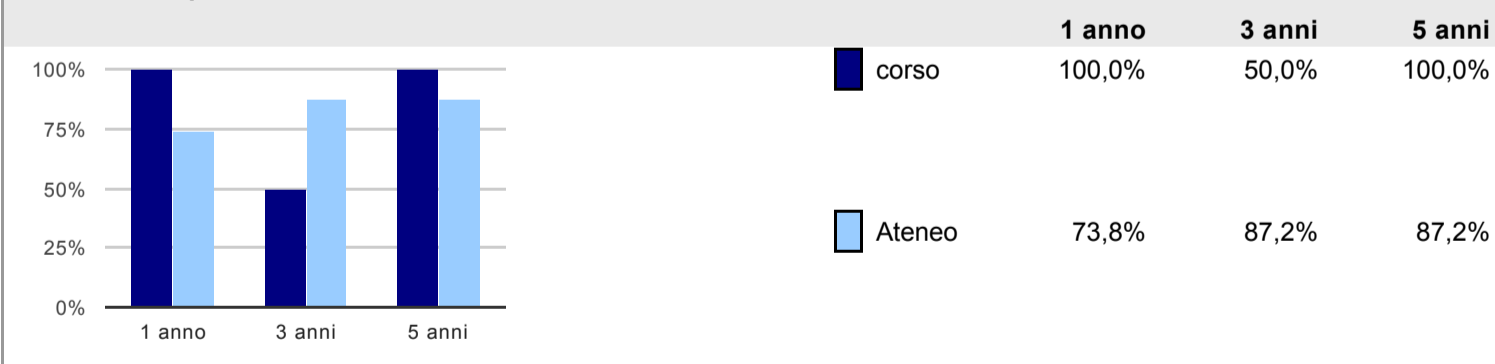 1 anno 3 anni 5 anni
100%
75%
50%
25%
0%
1 anno 3 anni 5 anni
corso 100,0% 50,0% 100,0%
Ateneo 73,8% 87,2% 87,2%